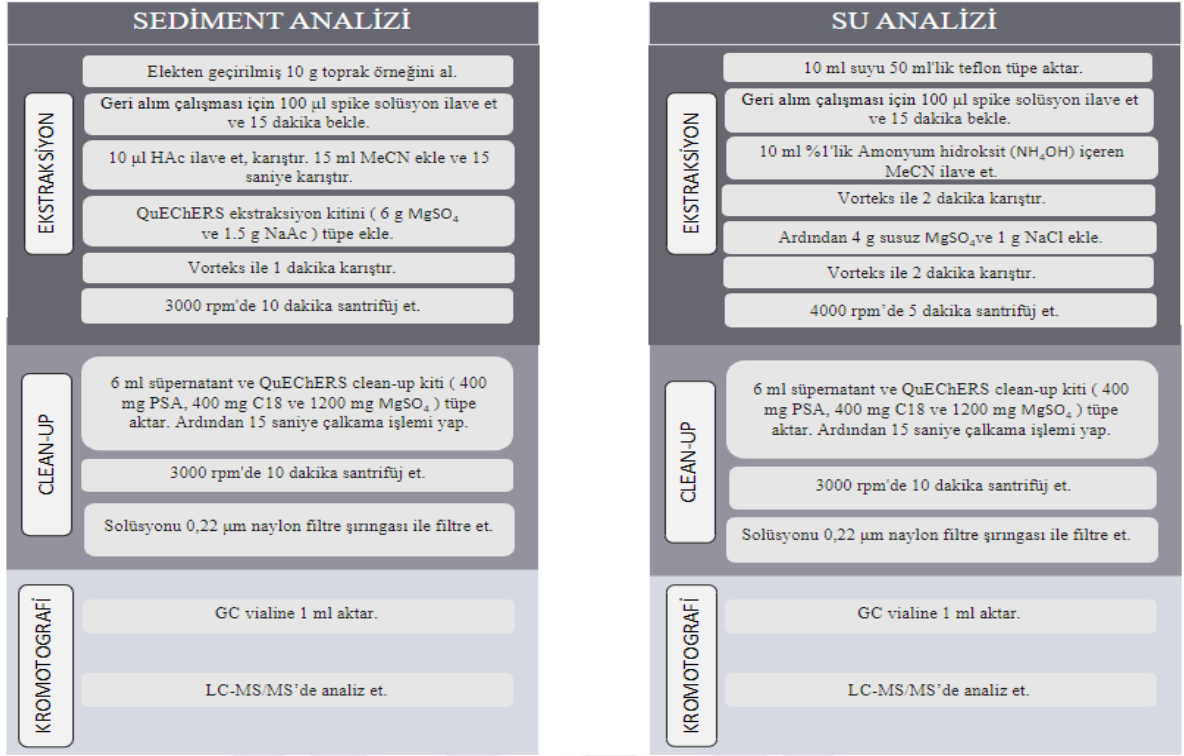 SEDİMENT ANALİZİ
EKSTRAKSİYON
Elekten geçirilmiş 10 g toprak örneğini al.
Geri alım çalışması için 100 µl spike solüsyon ilave et
ve 15 dakika bekle.
10 µl HAc ilave et, karıştır. 15 ml MeCN ekle ve 15
saniye karıştır.
QuEChERS ekstraksiyon kitini ( 6 g MgSO₄
ve 1.5 g NaAc ) tüpe ekle.
Vorteks ile 1 dakika karıştır.
3000 rpm'de 10 dakika santrifüj et.
CLEAN-UP
6 ml süpernatant ve QuEChERS clean-up kiti ( 400
mg PSA, 400 mg C18 ve 1200 mg MgSO₄ ) tüpe
aktar. Ardından 15 saniye çalkama işlemi yap.
3000 rpm'de 10 dakika santrifüj et.
Solüsyonu 0,22 µm naylon filtre şırıngası ile filtre et.
KROMOTOGRAFİ
GC vialine 1 ml aktar.
LC-MS/MS’de analiz et.
SU ANALİZİ
EKSTRAKSİYON
10 ml suyu 50 ml'lik teflon tüpe aktar.
Geri alım çalışması için 100 µl spike solüsyon ilave et
ve 15 dakika bekle.
10 ml %1'lik Amonyum hidroksit (NH₄OH) içeren
MeCN ilave et.
Vorteks ile 2 dakika karıştır.
Ardından 4 g susuz MgSO₄ve 1 g NaCl ekle.
Vorteks ile 2 dakika karıştır.
4000 rpm’de 5 dakika santrifüj et.
CLEAN-UP
6 ml süpernatant ve QuEChERS clean-up kiti ( 400
mg PSA, 400 mg C18 ve 1200 mg MgSO₄ ) tüpe
aktar. Ardından 15 saniye çalkama işlemi yap.
3000 rpm'de 10 dakika santrifüj et.
Solüsyonu 0,22 µm naylon filtre şırıngası ile filtre et.
KROMOTOGRAFİ
GC vialine 1 ml aktar.
LC-MS/MS’de analiz et.